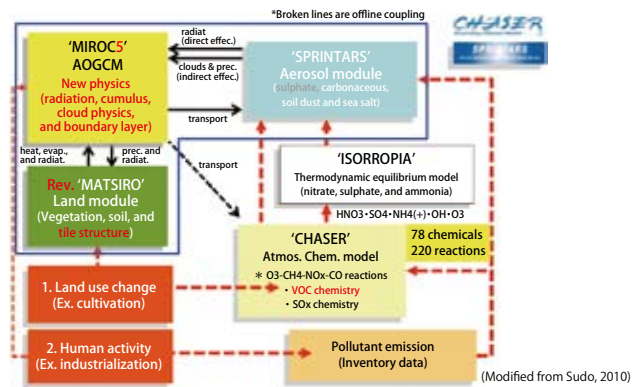 *Broken lines are offline coupling
CHASER
SPRINTARS
'MIROC5'
AOGCM
New physics
(radiation, cumulus,
cloud physics,
and boundary layer)
radiat
(direct effec.)
clouds & prec.
(indirect effec.)
transport
'SPRINTARS'
Aerosol module
(sulphate, carbonaceous,
soil dust and sea salt)
heat, evap.,
and radiat.
prec. and
radiat.
transport
'ISORROPIA'
Thermodynamic equilibrium model
(nitrate, sulphate, and ammonia)
Rev. 'MATSIRO'
Land module
(Vegetation, soil, and
tile structure)
HNO3・SO4・NH4(+)・OH・O3
'CHASER'
Atmos. Chem. model
* O3-CH4-NOx-CO reactions
・VOC chemistry
・SOx chemistry
78 chemicals
220 reactions
1. Land use change
(Ex. cultivation)
2. Human activity
(Ex. industrialization)
Pollutant emission
(Inventory data)
(Modified from Sudo, 2010)